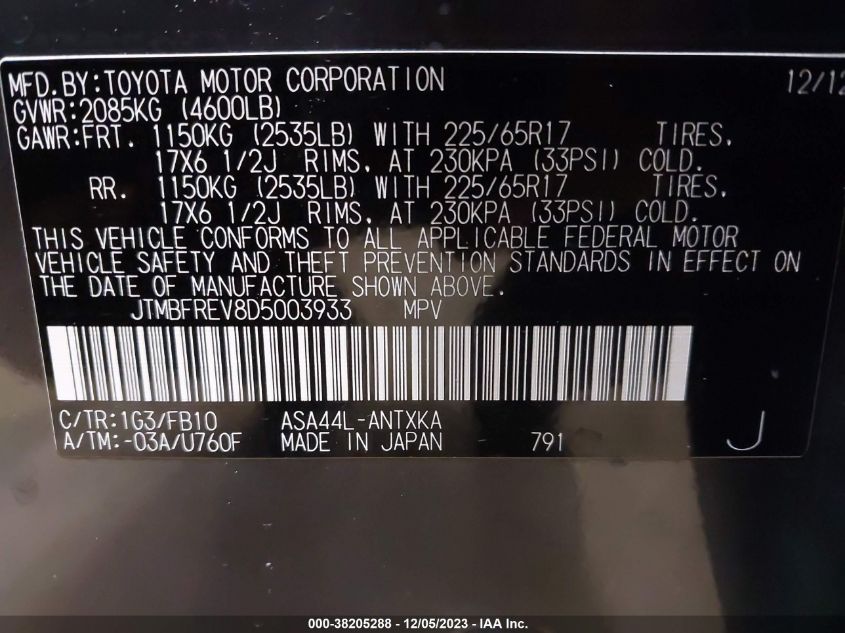 MFD.BY:TOYOTA MOTOR CORPORATION 12/12
GVWR:2085KG (4600LB)
GAWR:FRT. 1150KG (2535LB) WITH 225/65R17 TIRES,
17X6 1/2J RIMS, AT 230KPA (33PSI) COLD.
RR. 1150KG (2535LB) WITH 225/65R17 TIRES,
17X6 1/2J RIMS, AT 230KPA (33PSI) COLD.
THIS VEHICLE CONFORMS TO ALL APPLICABLE FEDERAL MOTOR
VEHICLE SAFETY AND THEFT PREVENTION STANDARDS IN EFFECT ON
THE DATE OF MANUFACTURE SHOWN ABOVE.
JTMBFREV8D5003933 MPV
C/TR:1G3/FB10 ASA44L-ANTXKA
A/TM:-03A/U760F MADE IN JAPAN 791 J
000-38205288 - 12/05/2023 - IAA Inc.